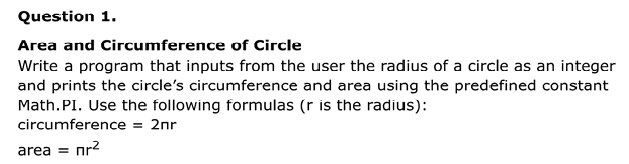 Question 1.
Area and Circumference of Circle
Write a program that inputs from the user the radius of a circle as an integer
and prints the circle's circumference and area using the predefined constant
Math.PI. Use the following formulas (r is the radius):
circumference = 2пr
area = пr²